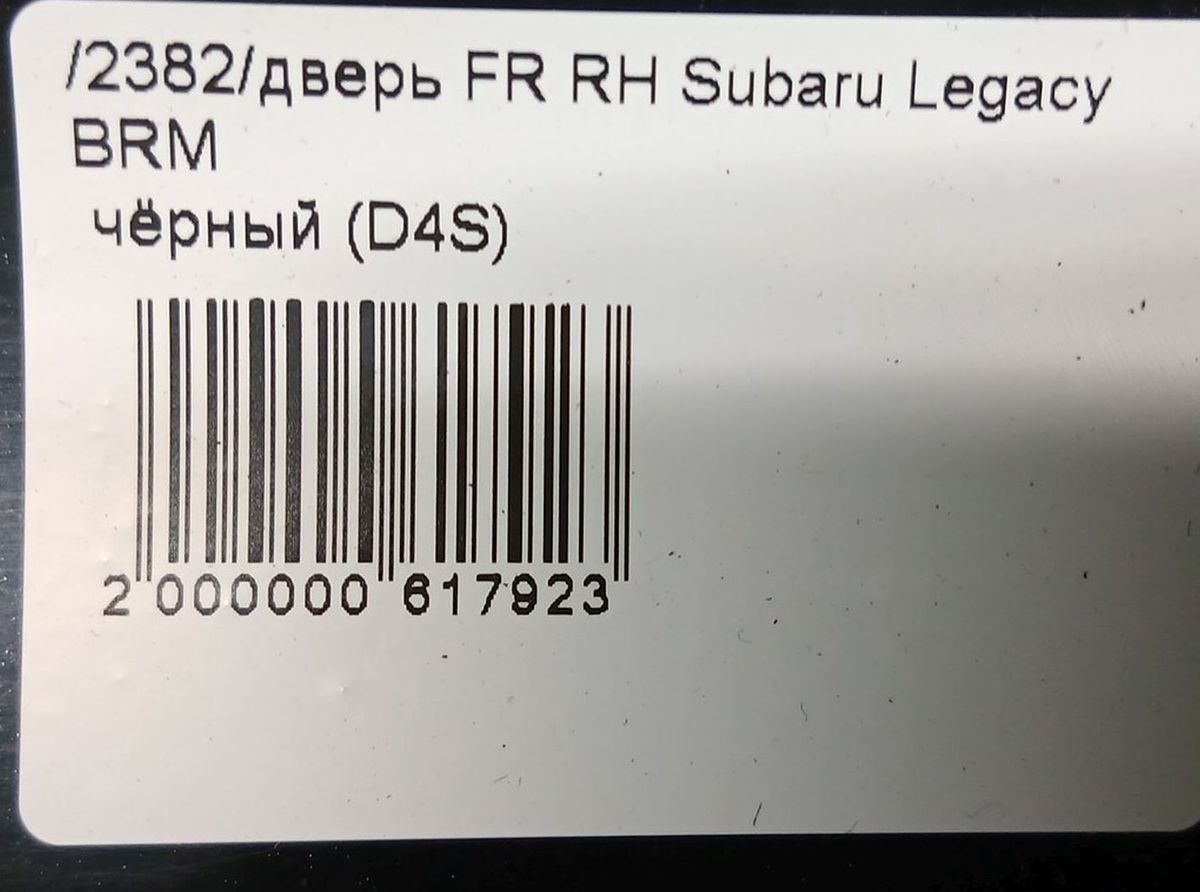 /2382/дверь FR RH Subaru Legacy
BRM
чёрный (D4S)
2 000000 617923